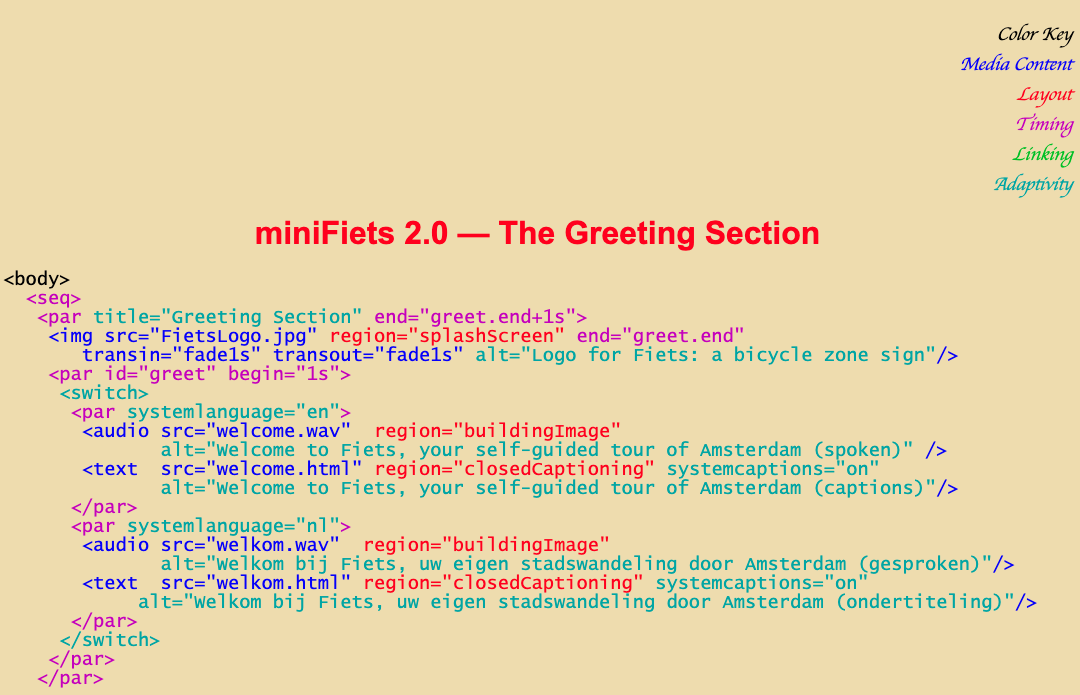 Color Key
Media Content
Layout
Timing
Linking
Adaptivity
miniFiets 2.0 — The Greeting Section
<body>
  <seq>
   <par title="Greeting Section" end="greet.end+1s">
    <img src="FietsLogo.jpg" region="splashScreen" end="greet.end"
       transin="fade1s" transout="fade1s" alt="Logo for Fiets: a bicycle zone sign"/>
    <par id="greet" begin="1s">
     <switch>
      <par systemlanguage="en">
       <audio src="welcome.wav"  region="buildingImage"
              alt="Welcome to Fiets, your self-guided tour of Amsterdam (spoken)" />
       <text  src="welcome.html" region="closedCaptioning" systemcaptions="on"
              alt="Welcome to Fiets, your self-guided tour of Amsterdam (captions)"/>
      </par>
      <par systemlanguage="nl">
       <audio src="welkom.wav"  region="buildingImage"
              alt="Welkom bij Fiets, uw eigen stadswandeling door Amsterdam (gesproken)"/>
       <text  src="welkom.html" region="closedCaptioning" systemcaptions="on"
            alt="Welkom bij Fiets, uw eigen stadswandeling door Amsterdam (ondertiteling)"/>
      </par>
     </switch>
    </par>
   </par>